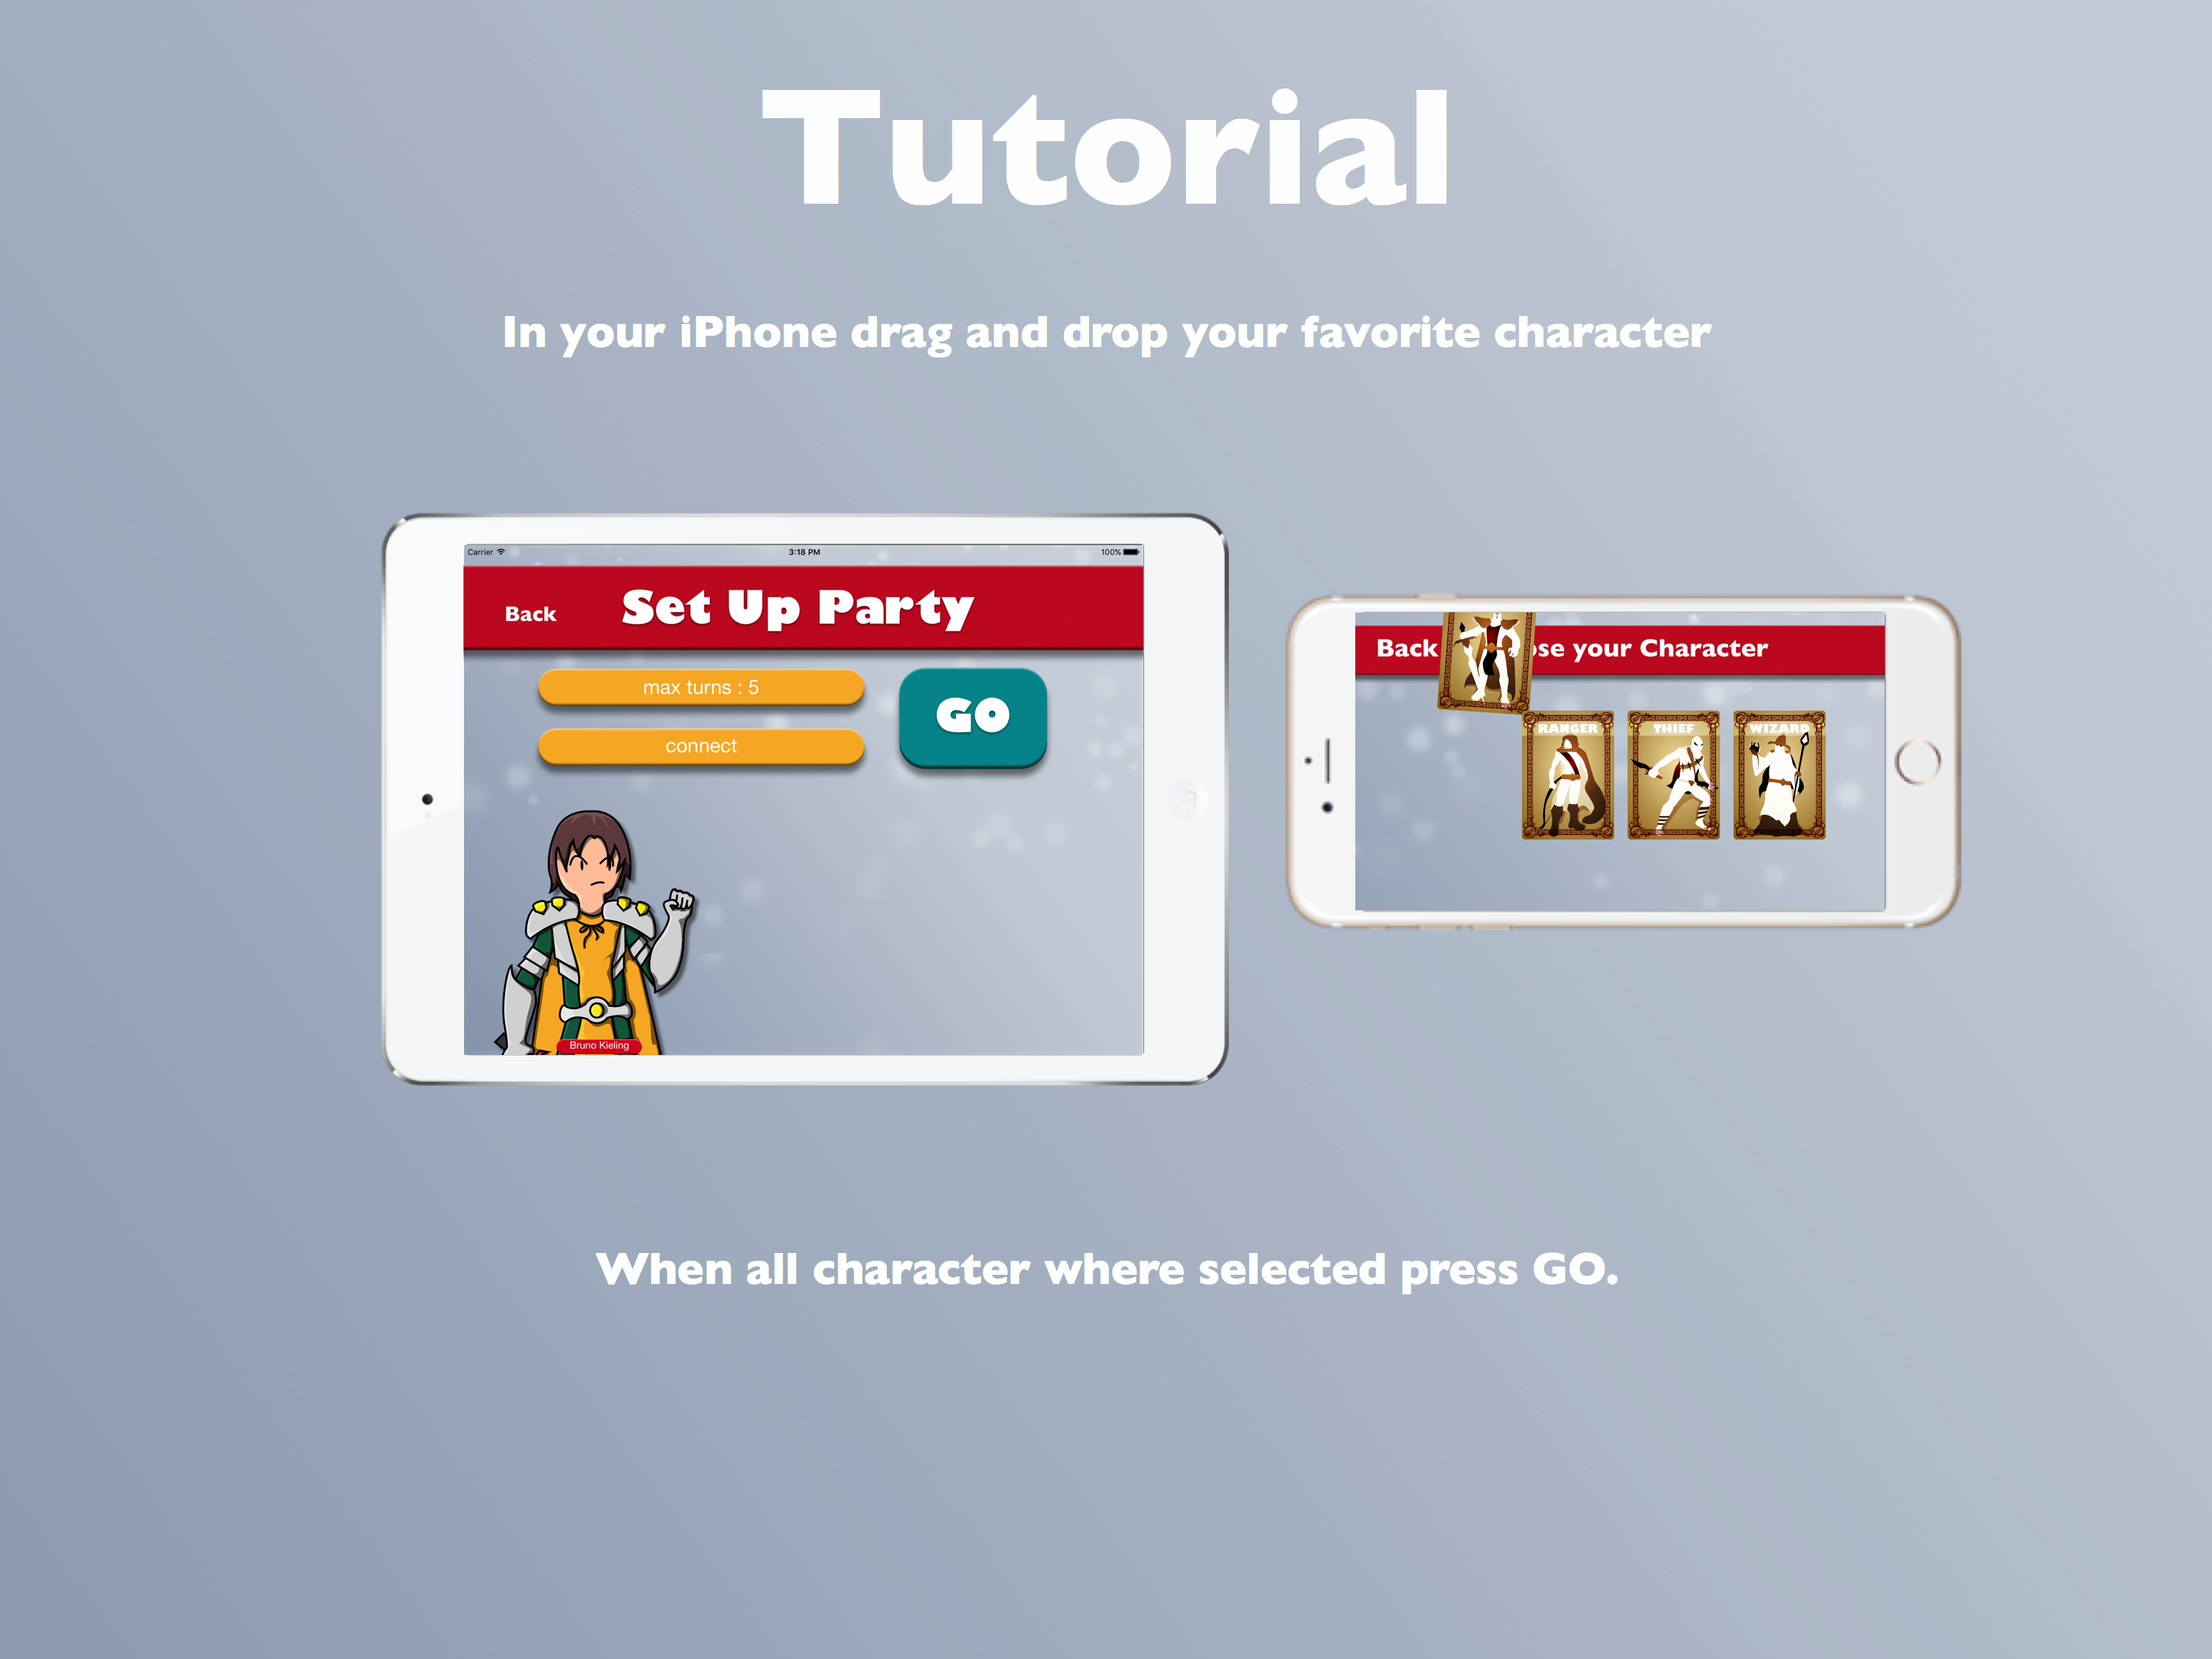 Tutorial
In your iPhone drag and drop your favorite character
Carrier
3:18 PM
100%
Back
Set Up Party
max turns : 5
connect
GO
Bruno Kieling
Back
ose your Character
RANGER
THIEF
WIZARD
When all character where selected press GO.